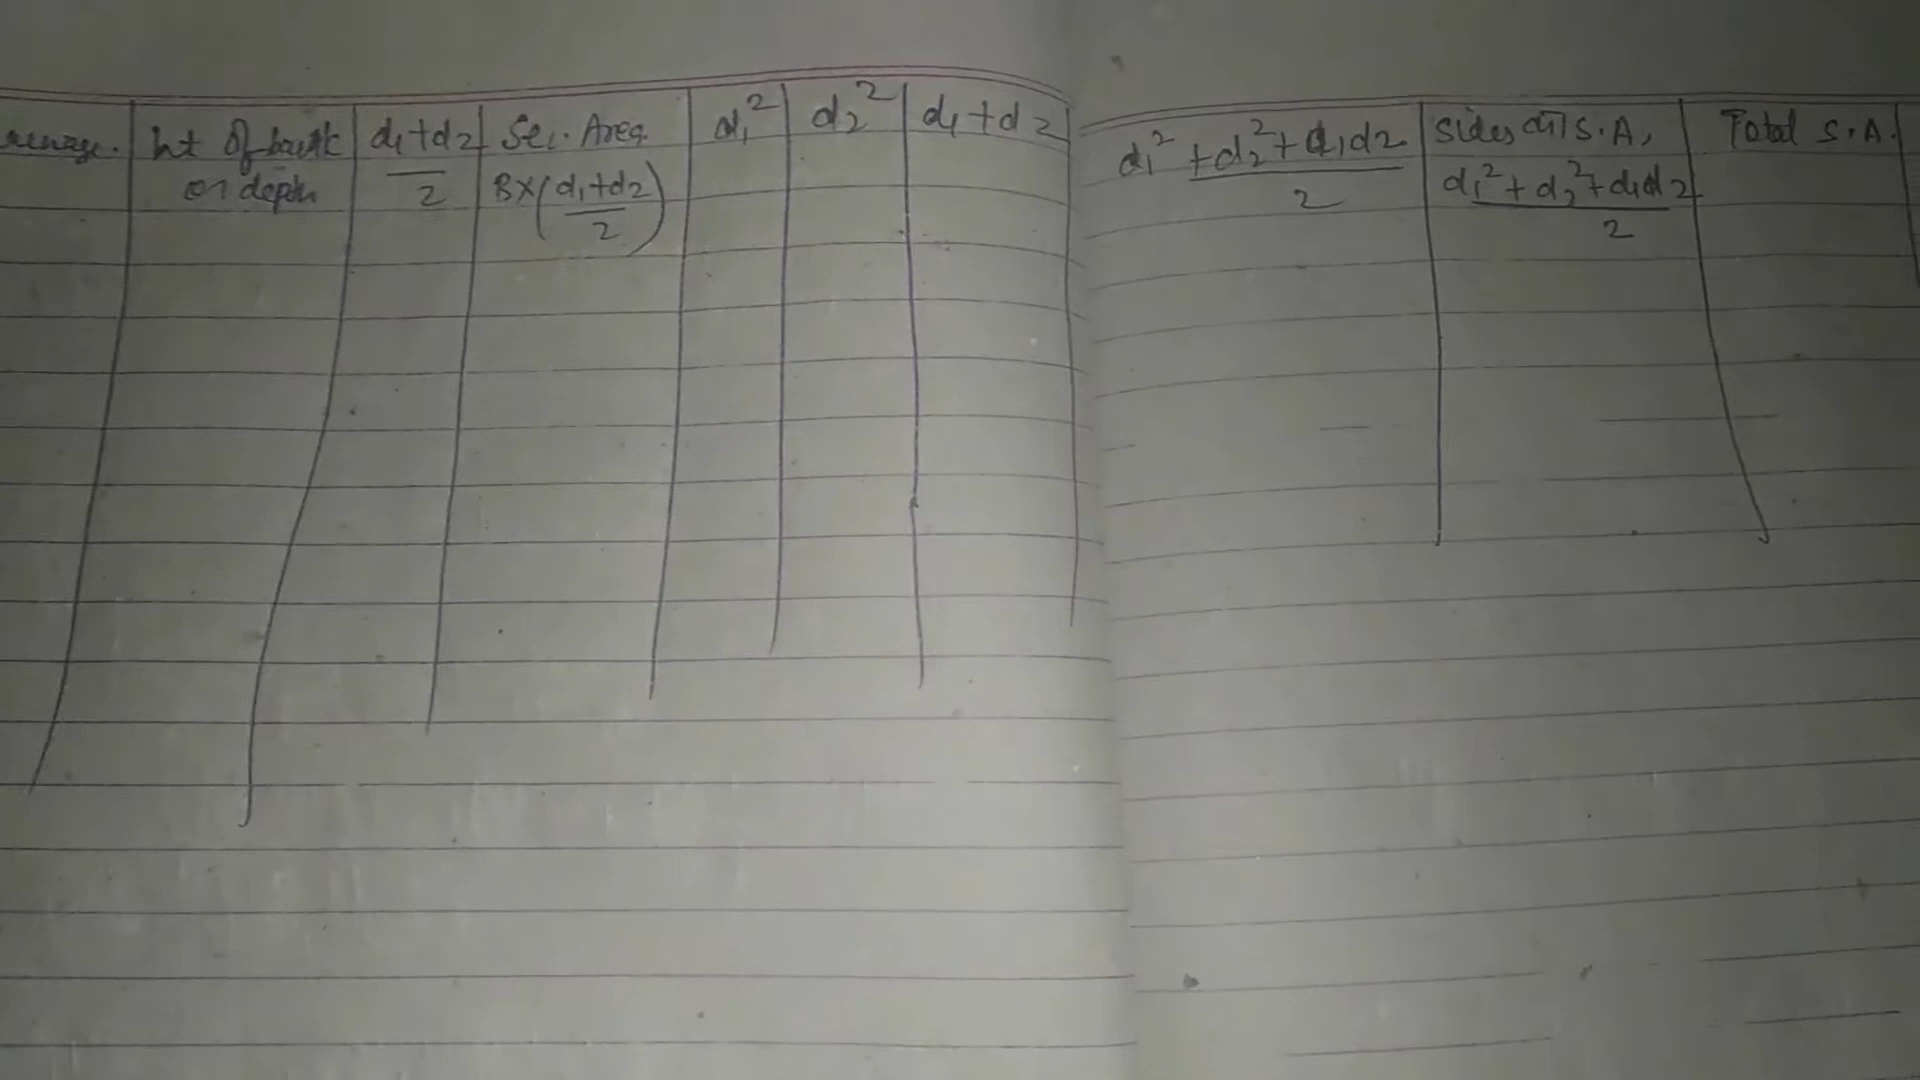 ht Of bank
or depth
d1+d2
2
Sec. Area
B×(d1+d2
2)
d1²
d2²
d1+d2
d1²+d2²+d1d2
2
sides S.A,
d1²+d2²+d1d2
2
Total S.A.